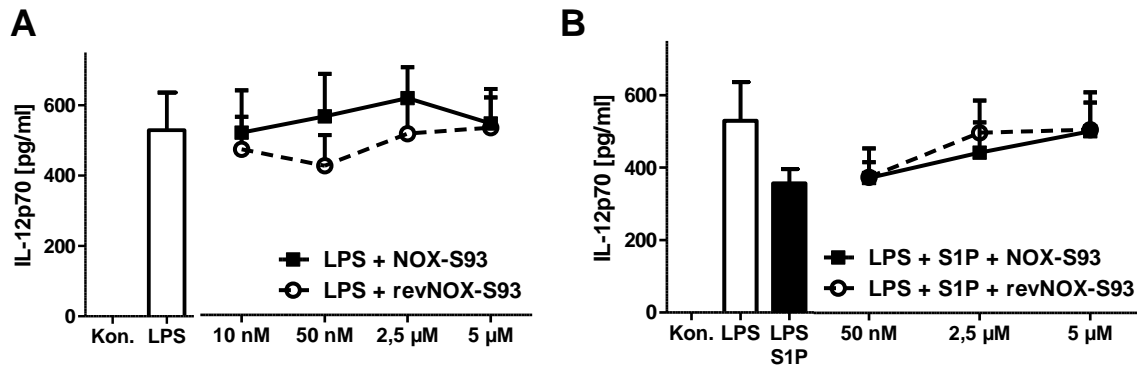 A
IL-12p70 [pg/ml]
600
400
200
0
LPS + NOX-S93
LPS + revNOX-S93
Kon. LPS 10 nM 50 nM 2,5 µM 5 µM
B
IL-12p70 [pg/ml]
600
400
200
0
LPS + S1P + NOX-S93
LPS + S1P + revNOX-S93
Kon. LPS LPS 50 nM 2,5 µM 5 µM
S1P